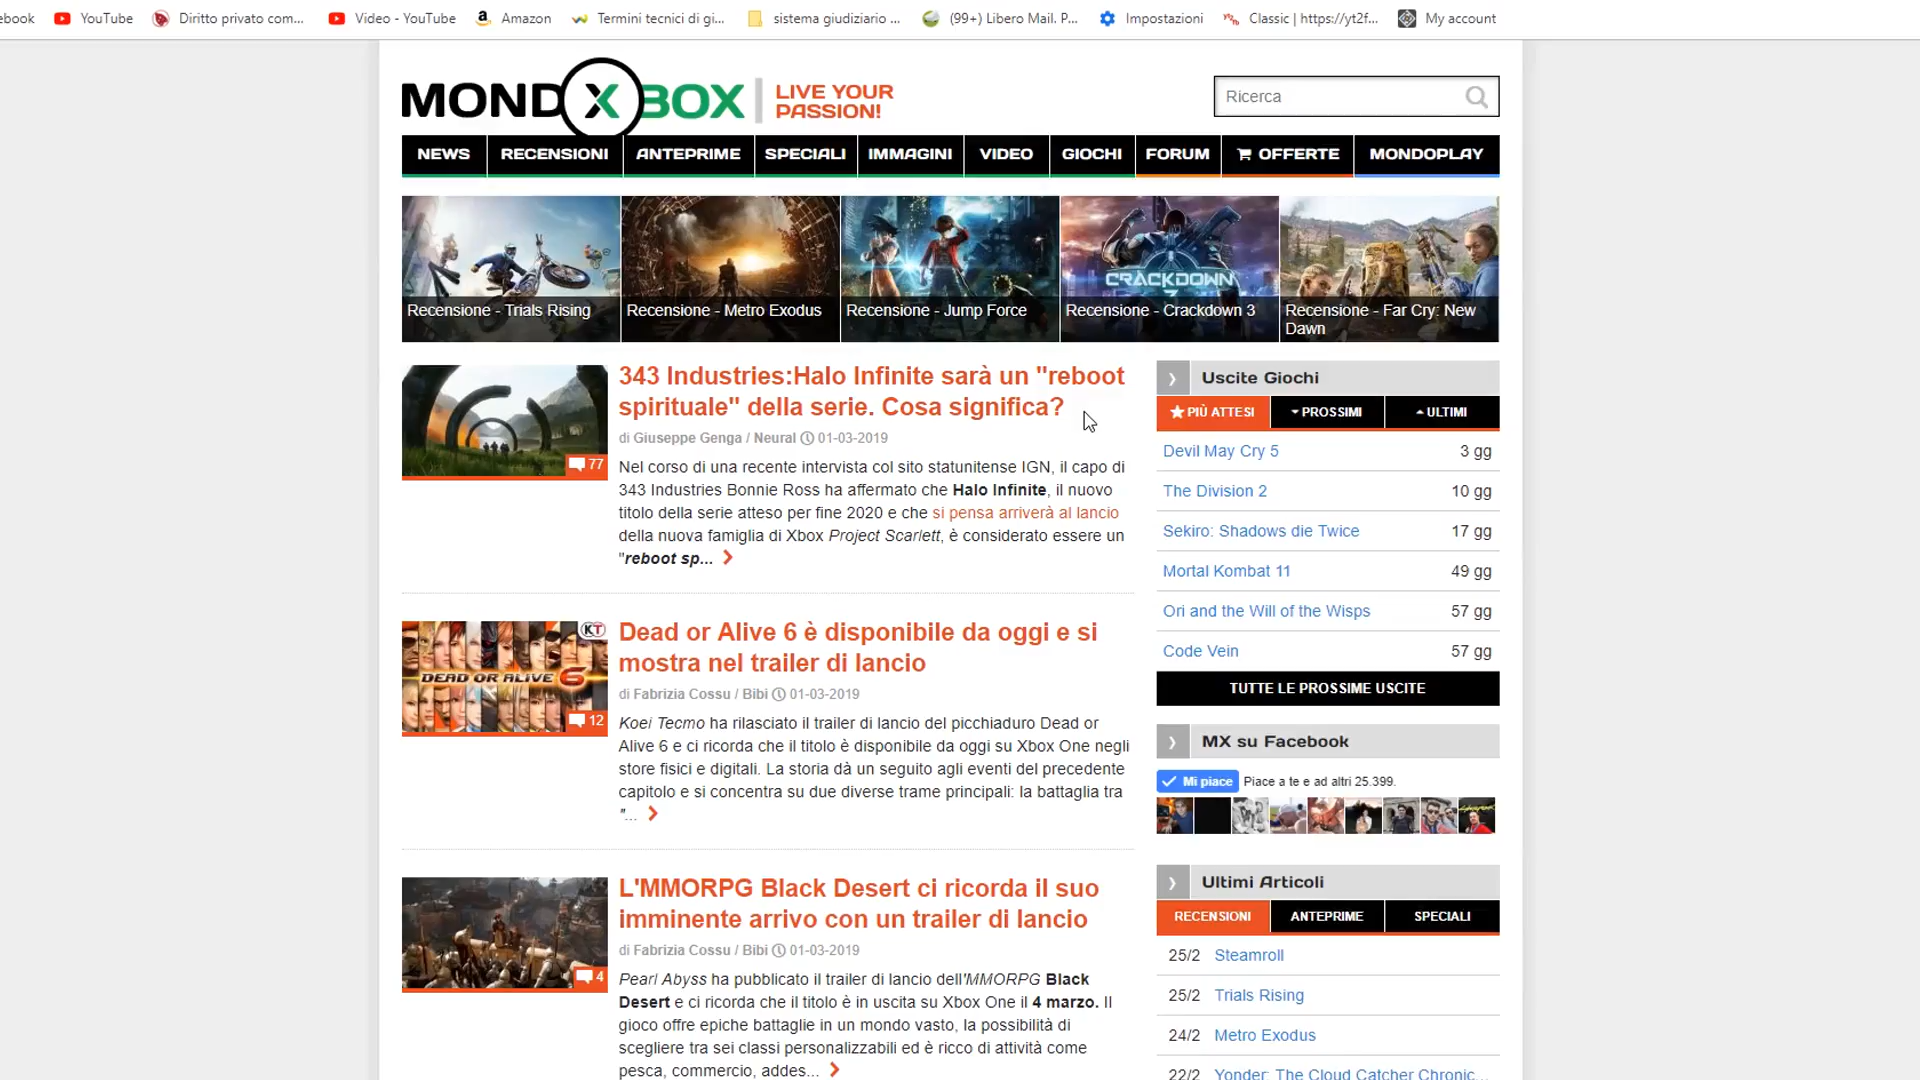 ebook YouTube Diritto privato com... Video - YouTube Amazon Termini tecnici di gi... sistema giudiziario ... (99+) Libero Mail. P... Impostazioni Classic | https://yt2f... My account
MONDXBOX LIVE YOUR
PASSION!
Ricerca
NEWS RECENSIONI ANTEPRIME SPECIALI IMMAGINI VIDEO GIOCHI FORUM OFFERTE MONDOPLAY
Recensione - Trials Rising
Recensione - Metro Exodus
Recensione - Jump Force
CRACKDOWN
Recensione - Crackdown 3
Recensione - Far Cry: New
Dawn
77
343 Industries:Halo Infinite sarà un "reboot
spirituale" della serie. Cosa significa?
di Giuseppe Genga / Neural 01-03-2019
Nel corso di una recente intervista col sito statunitense IGN, il capo di
343 Industries Bonnie Ross ha affermato che Halo Infinite, il nuovo
titolo della serie atteso per fine 2020 e che si pensa arriverà al lancio
della nuova famiglia di Xbox Project Scarlett, è considerato essere un
"reboot sp...
KT
DEAD OR ALIVE 6
12
Dead or Alive 6 è disponibile da oggi e si
mostra nel trailer di lancio
di Fabrizia Cossu / Bibi 01-03-2019
Koei Tecmo ha rilasciato il trailer di lancio del picchiaduro Dead or
Alive 6 e ci ricorda che il titolo è disponibile da oggi su Xbox One negli
store fisici e digitali. La storia dà un seguito agli eventi del precedente
capitolo e si concentra su due diverse trame principali: la battaglia tra
"...
4
L'MMORPG Black Desert ci ricorda il suo
imminente arrivo con un trailer di lancio
di Fabrizia Cossu / Bibi 01-03-2019
Pearl Abyss ha pubblicato il trailer di lancio dell'MMORPG Black
Desert e ci ricorda che il titolo è in uscita su Xbox One il 4 marzo. Il
gioco offre epiche battaglie in un mondo vasto, la possibilità di
scegliere tra sei classi personalizzabili ed è ricco di attività come
pesca, commercio, addes...
Uscite Giochi
PIÙ ATTESI PROSSIMI ULTIMI
Devil May Cry 5 3 gg
The Division 2 10 gg
Sekiro: Shadows die Twice 17 gg
Mortal Kombat 11 49 gg
Ori and the Will of the Wisps 57 gg
Code Vein 57 gg
TUTTE LE PROSSIME USCITE
MX su Facebook
Mi piace Piace a te e ad altri 25.399.
Ultimi Articoli
RECENSIONI ANTEPRIME SPECIALI
25/2 Steamroll
25/2 Trials Rising
24/2 Metro Exodus
22/2 Yonder: The Cloud Catcher Chronic...